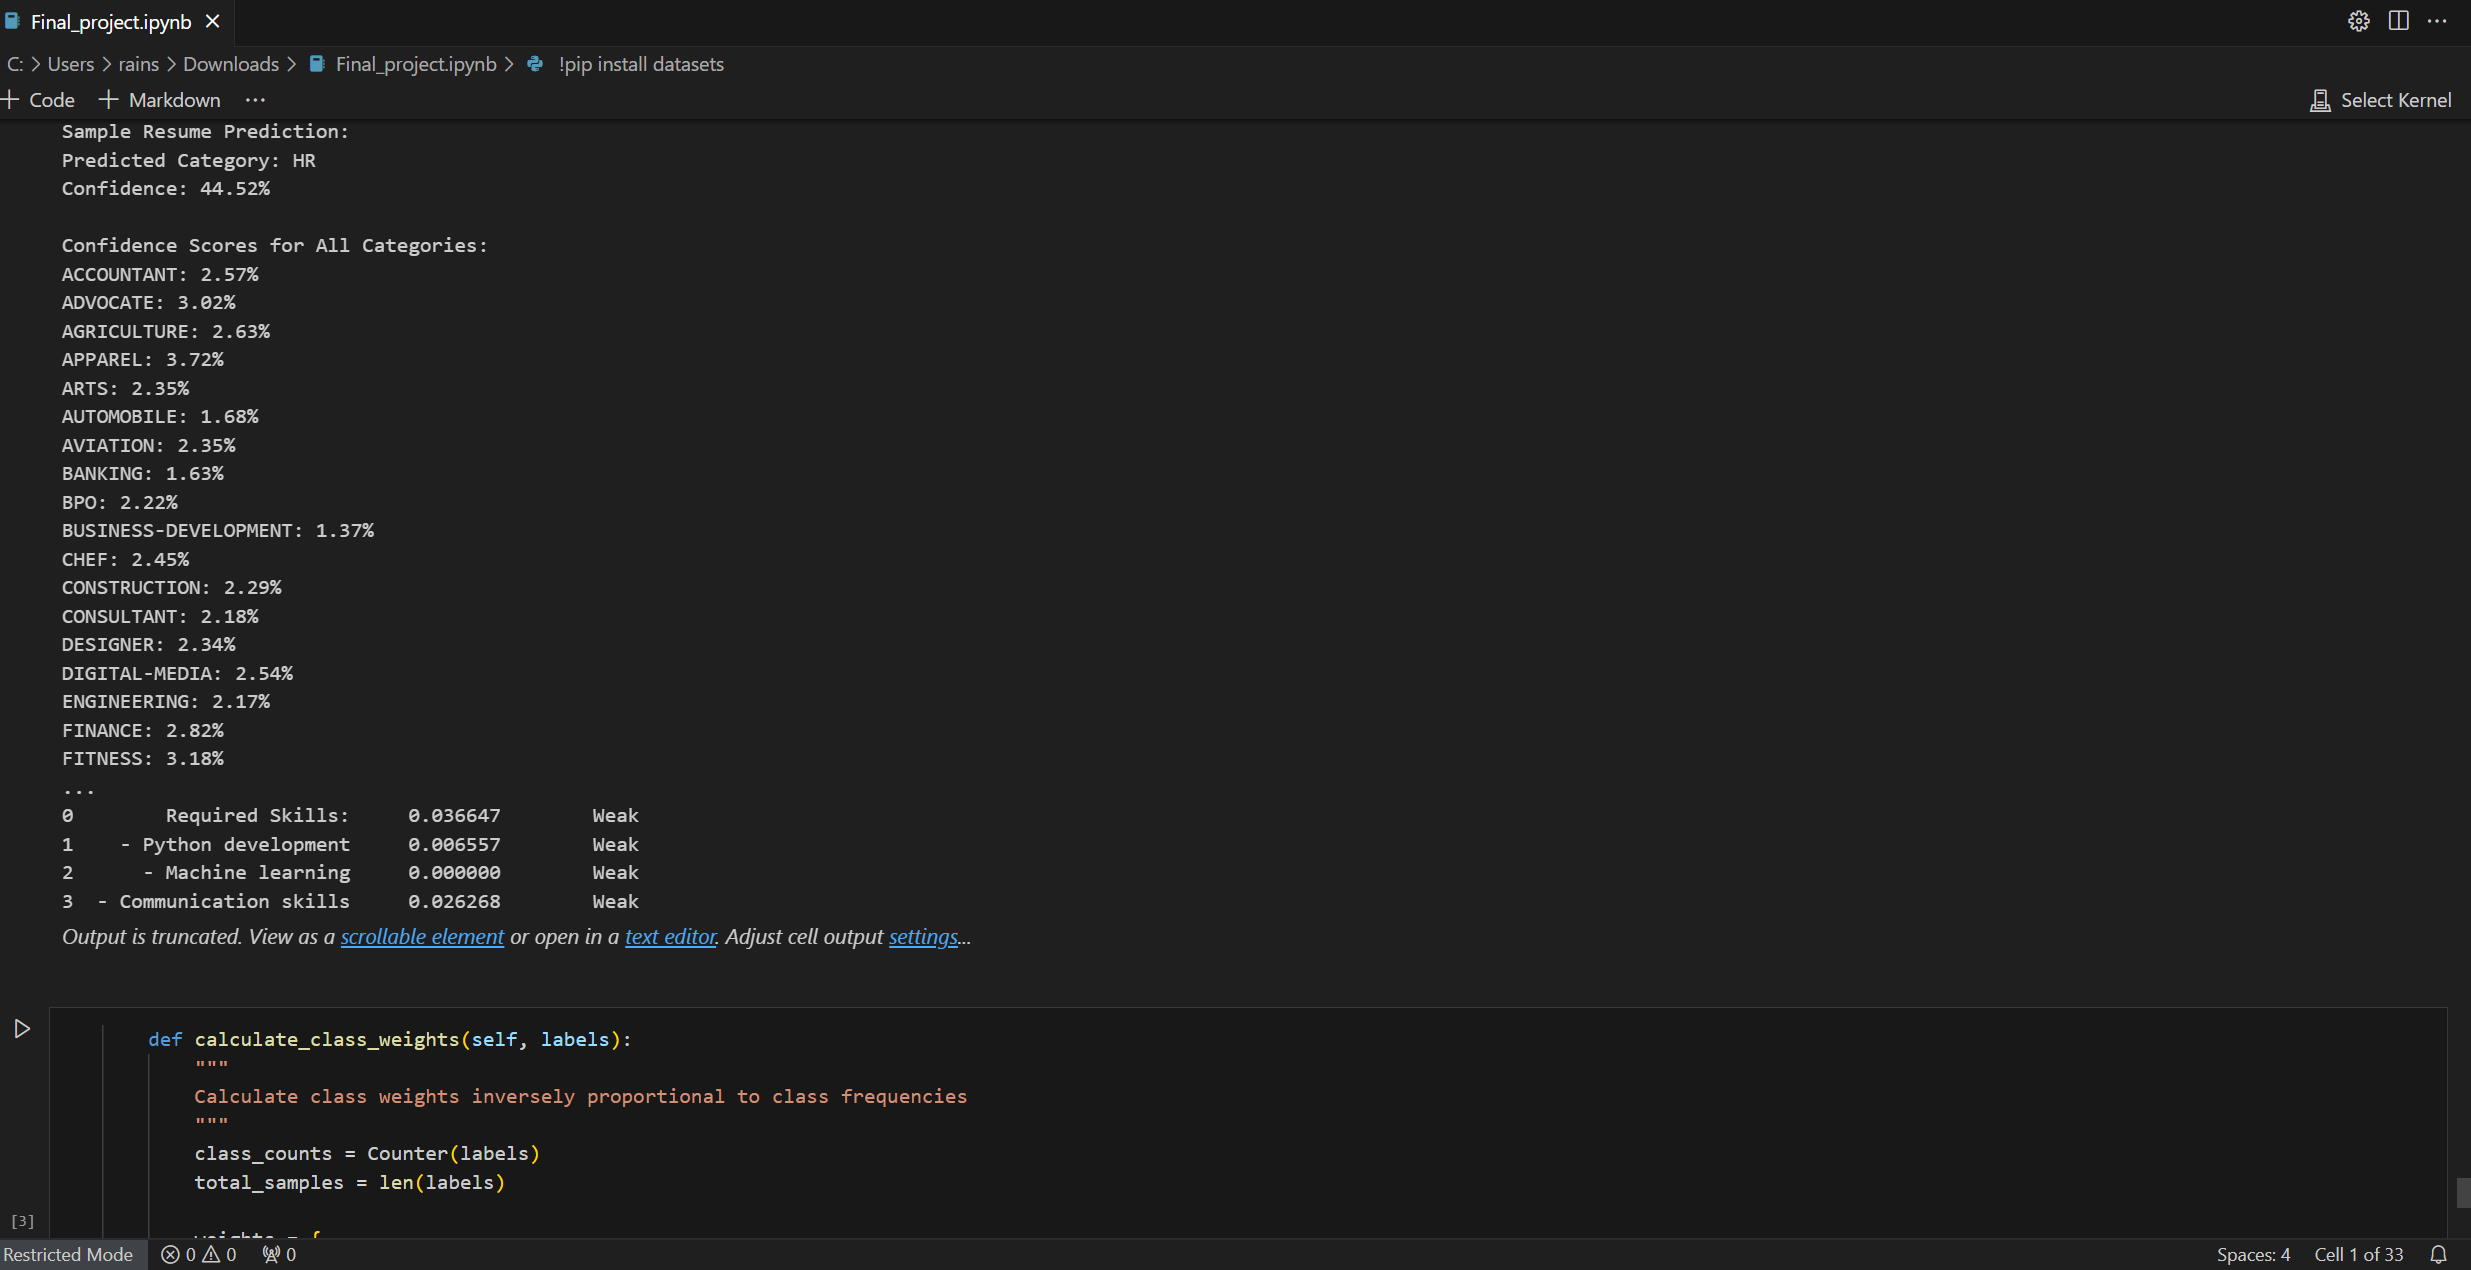 Final_project.ipynb
C: > Users > rains > Downloads > Final_project.ipynb > !pip install datasets
+ Code + Markdown ...
Select Kernel
Sample Resume Prediction:
Predicted Category: HR
Confidence: 44.52%
Confidence Scores for All Categories:
ACCOUNTANT: 2.57%
ADVOCATE: 3.02%
AGRICULTURE: 2.63%
APPAREL: 3.72%
ARTS: 2.35%
AUTOMOBILE: 1.68%
AVIATION: 2.35%
BANKING: 1.63%
BPO: 2.22%
BUSINESS-DEVELOPMENT: 1.37%
CHEF: 2.45%
CONSTRUCTION: 2.29%
CONSULTANT: 2.18%
DESIGNER: 2.34%
DIGITAL-MEDIA: 2.54%
ENGINEERING: 2.17%
FINANCE: 2.82%
FITNESS: 3.18%
...
0 Required Skills: 0.036647 Weak
1 - Python development 0.006557 Weak
2 - Machine learning 0.000000 Weak
3 - Communication skills 0.026268 Weak
Output is truncated. View as a scrollable element or open in a text editor. Adjust cell output settings...
def calculate_class_weights(self, labels):
"""
Calculate class weights inversely proportional to class frequencies
"""
class_counts = Counter(labels)
total_samples = len(labels)
weights = {
[3]
Restricted Mode 0 0 0
Spaces: 4 Cell 1 of 33